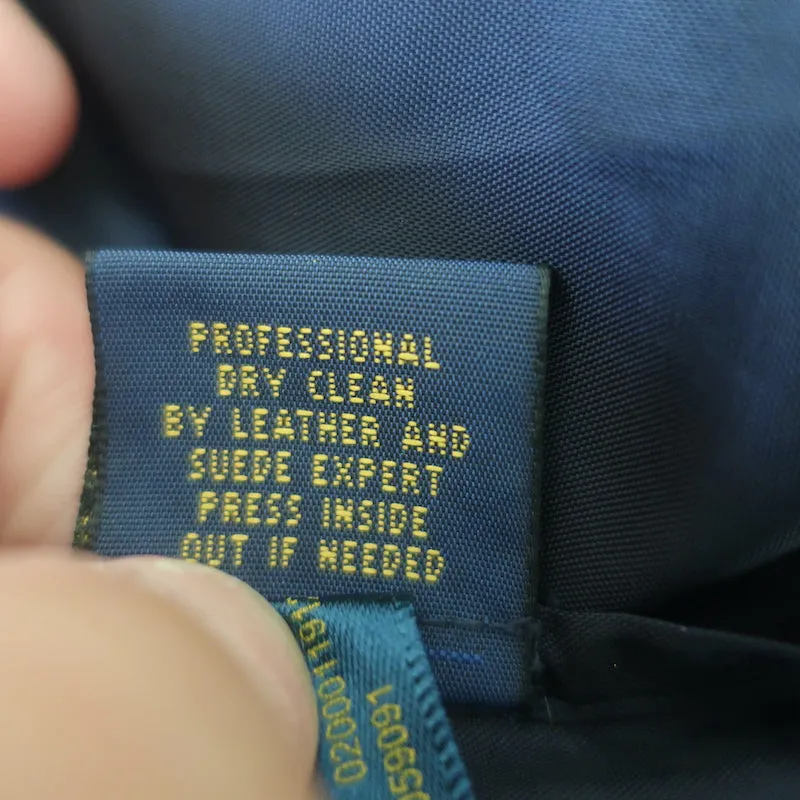 PROFESSIONAL
DRY CLEAN
BY LEATHER AND
SUEDE EXPERT
PRESS INSIDE
OUT IF NEEDED